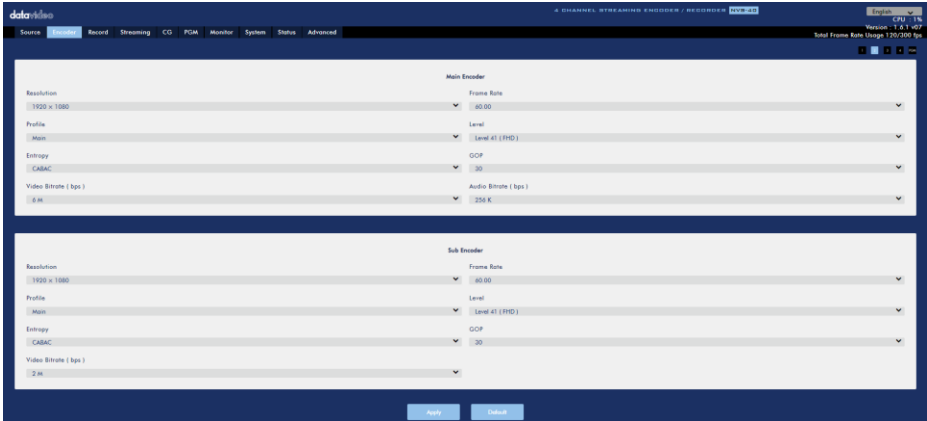 datavideo
4 CHANNEL STREAMING ENCODER / RECORDER NVS-40
English
CPU : 1%
Version : 1.6.1 v07
Total Frame Rate Usage 120/300 fps
Source Encoder Record Streaming CG PGM Monitor System Status Advanced
Main Encoder
Resolution Frame Rate
1920 x 1080 60.00
Profile Level
Main Level 41 ( FHD )
Entropy GOP
CABAC 30
Video Bitrate ( bps ) Audio Bitrate ( bps )
6 M 256 K
Sub Encoder
Resolution Frame Rate
1920 x 1080 60.00
Profile Level
Main Level 41 ( FHD )
Entropy GOP
CABAC 30
Video Bitrate ( bps )
2 M
Apply Default